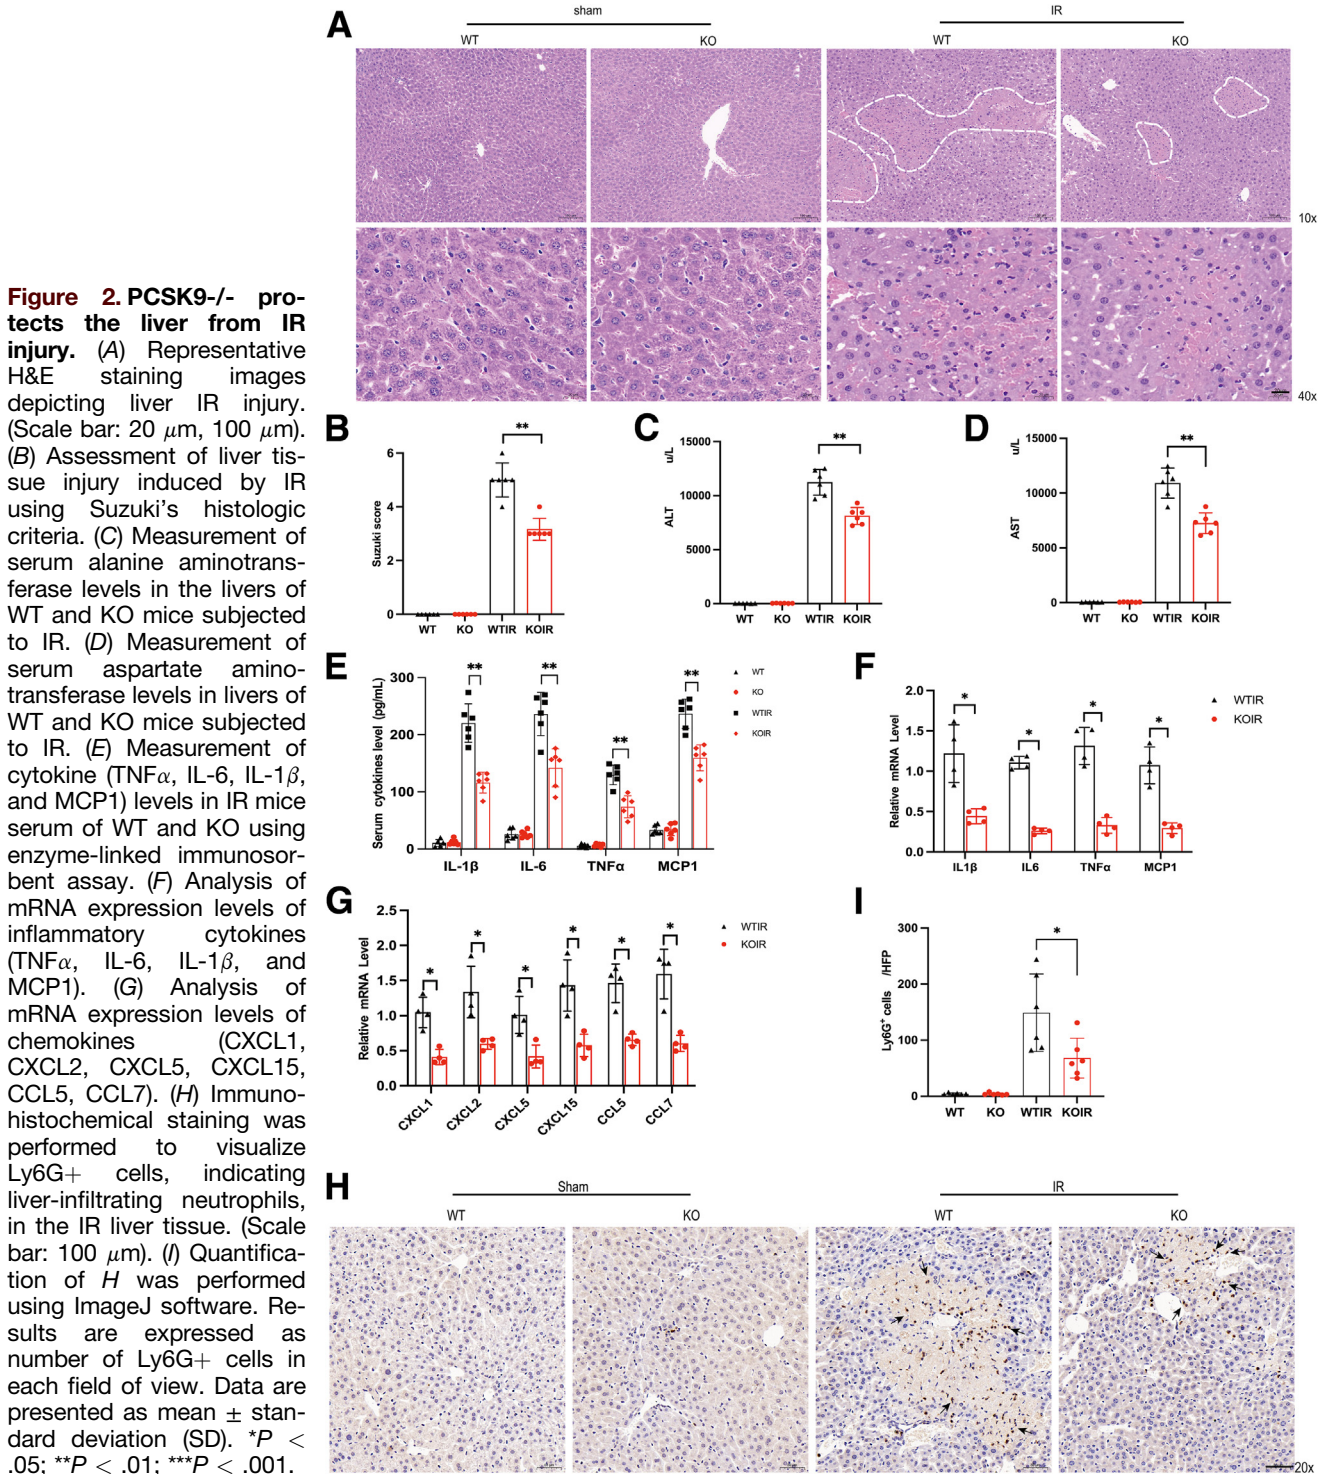 Figure 2. PCSK9-/- pro-
tects the liver from IR
injury. (A) Representative
H&E staining images
depicting liver IR injury.
(Scale bar: 20 μm, 100 μm).
(B) Assessment of liver tis-
sue injury induced by IR
using Suzuki's histologic
criteria. (C) Measurement of
serum alanine aminotrans-
ferase levels in the livers of
WT and KO mice subjected
to IR. (D) Measurement of
serum aspartate amino-
transferase levels in livers of
WT and KO mice subjected
to IR. (E) Measurement of
cytokine (TNFα, IL-6, IL-1β,
and MCP1) levels in IR mice
serum of WT and KO using
enzyme-linked immunosor-
bent assay. (F) Analysis of
mRNA expression levels of
inflammatory cytokines
(TNFα, IL-6, IL-1β, and
MCP1). (G) Analysis of
mRNA expression levels of
chemokines (CXCL1,
CXCL2, CXCL5, CXCL15,
CCL5, CCL7). (H) Immuno-
histochemical staining was
performed to visualize
Ly6G+ cells, indicating
liver-infiltrating neutrophils,
in the IR liver tissue. (Scale
bar: 100 μm). (I) Quantifica-
tion of H was performed
using ImageJ software. Re-
sults are expressed as
number of Ly6G+ cells in
each field of view. Data are
presented as mean ± stan-
dard deviation (SD). *P <
.05; **P < .01; ***P < .001.
A
sham IR
WT KO WT KO
10x
40x
B
**
6
4
2
0
Suzuki score
WT KO WTIR KOIR
C
**
15000
10000
5000
0
u/L
ALT
WT KO WTIR KOIR
D
**
15000
10000
5000
0
u/L
AST
WT KO WTIR KOIR
E
** ** ** **
300
200
100
0
Serum cytokines level (pg/mL)
IL-1β IL-6 TNFα MCP1
WT
KO
WTIR
KOIR
F
* * * *
2.0
1.5
1.0
0.5
0.0
Relative mRNA Level
IL1β IL6 TNFα MCP1
WTIR
KOIR
G
* * * * * *
2.5
2.0
1.5
1.0
0.5
0.0
Relative mRNA Level
CXCL1 CXCL2 CXCL5 CXCL15 CCL5 CCL7
WTIR
KOIR
I
*
300
200
100
0
Ly6G+ cells /HFP
WT KO WTIR KOIR
H
Sham IR
WT KO WT KO
20x